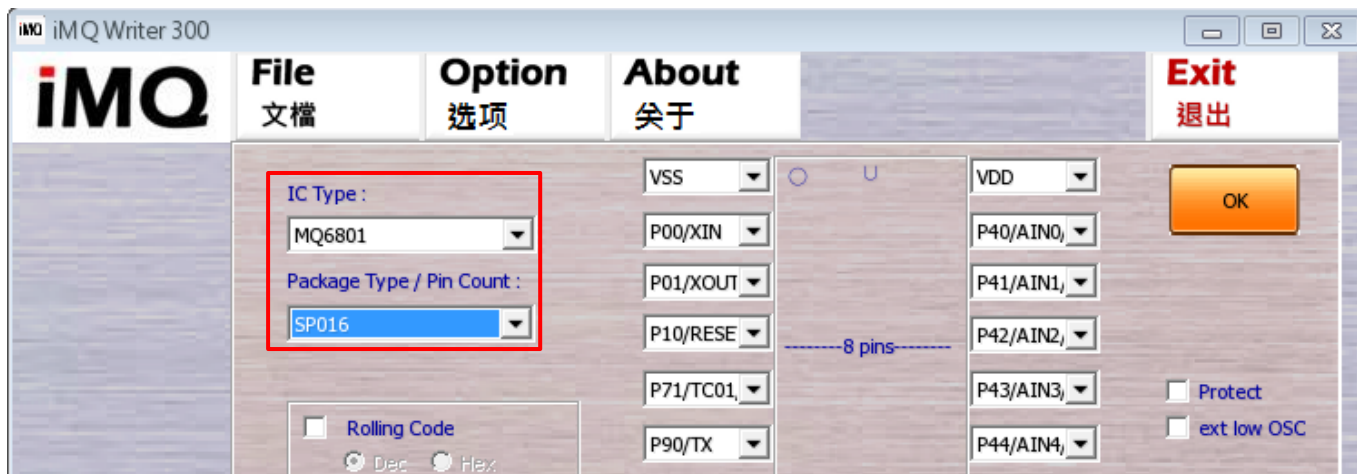 iMQ iMQ Writer 300
iMQ
File
文檔
Option
选项
About
关于
Exit
退出
IC Type :
MQ6801
Package Type / Pin Count :
SP016
Rolling Code
Dec Hex
VSS
P00/XIN
P01/XOUT
P10/RESE
P71/TC01,
P90/TX
U
--------8 pins--------
VDD
P40/AIN0,
P41/AIN1,
P42/AIN2,
P43/AIN3,
P44/AIN4,
OK
Protect
ext low OSC